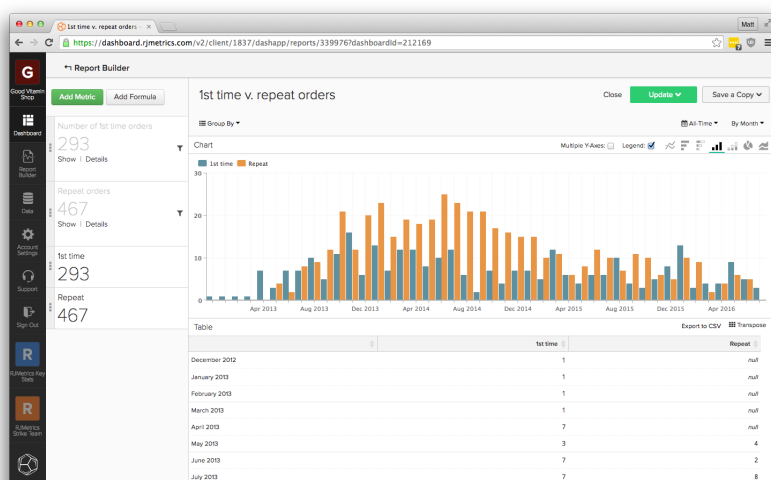 1st time v. repeat orders
Matt
https://dashboard.rjmetrics.com/v2/client/1837/dashapp/reports/339976?dashboardId=212169
G
Good Vitamin
Shop
Dashboard
Report
Builder
Data
Account
Settings
Support
Sign Out
R
RJMetrics Key
Stats
R
RJMetrics
Strike Team
Report Builder
Add Metric
Add Formula
Number of 1st time orders
293
Show | Details
Repeat orders
467
Show | Details
1st time
293
Repeat
467
1st time v. repeat orders
Close
Update
Save a Copy
Group By
All-Time
By Month
Chart
Multiple Y-Axes:
Legend:
1st time Repeat
30
20
10
0
Apr 2013 Aug 2013 Dec 2013 Apr 2014 Aug 2014 Dec 2014 Apr 2015 Aug 2015 Dec 2015 Apr 2016
Table
Export to CSV
Transpose
1st time Repeat
December 2012 1 null
January 2013 1 null
February 2013 1 null
March 2013 1 null
April 2013 7 null
May 2013 3 4
June 2013 7 2
July 2013 7 8